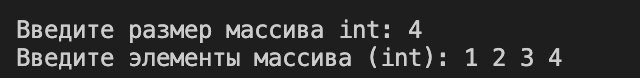 Введите размер массива int: 4
Введите элементы массива (int): 1 2 3 4